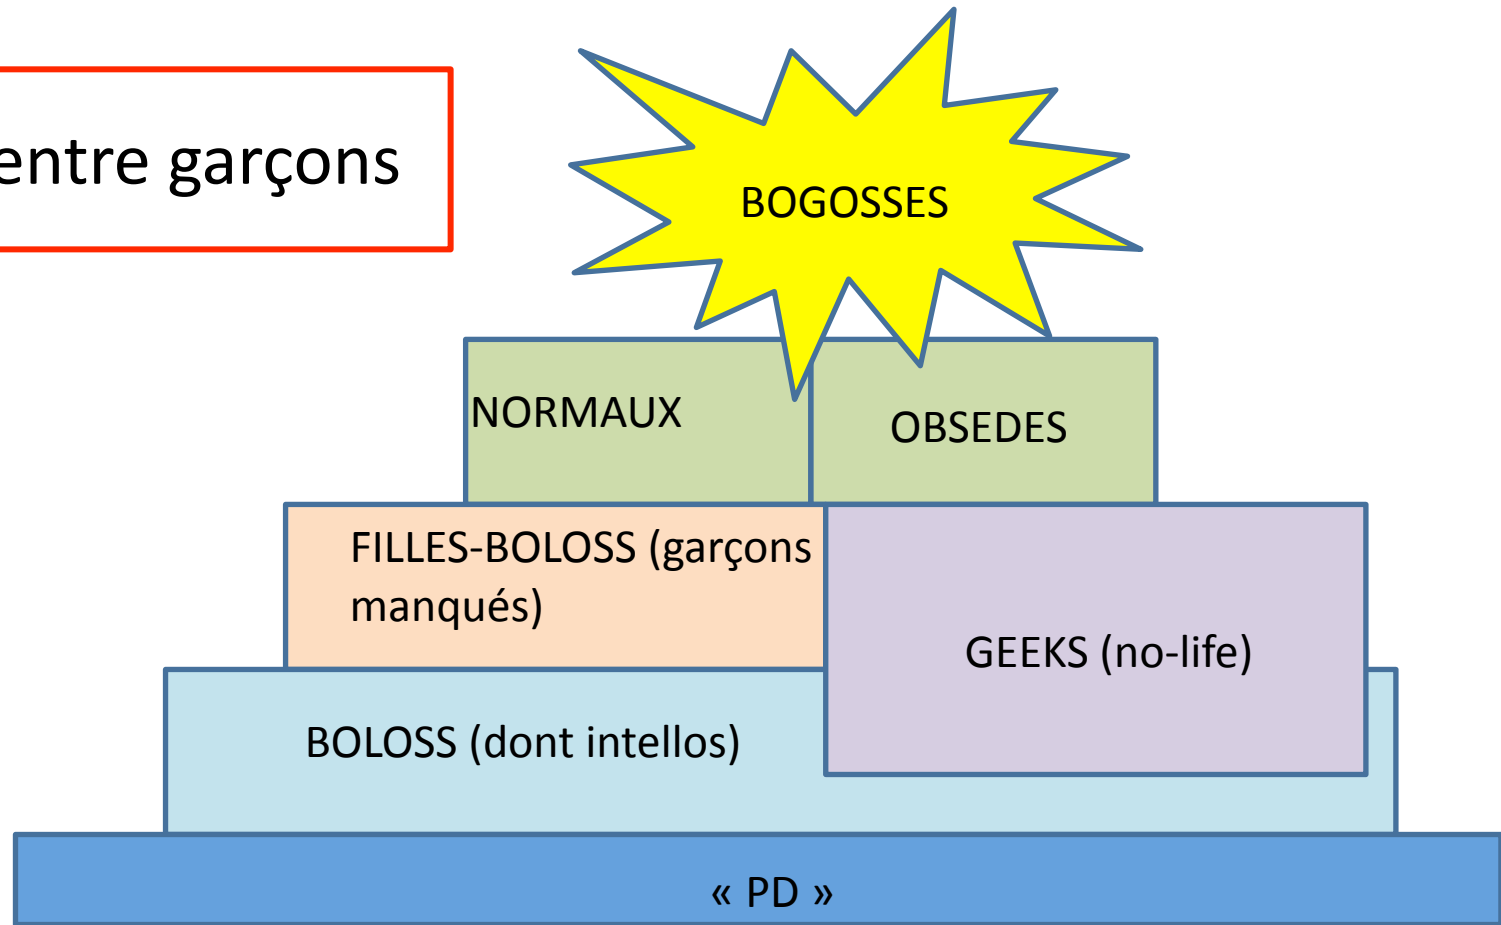 entre garçons
BOGOSSES
NORMAUX
OBSEDES
FILLES-BOLOSS (garçons
manqués)
GEEKS (no-life)
BOLOSS (dont intellos)
« PD »